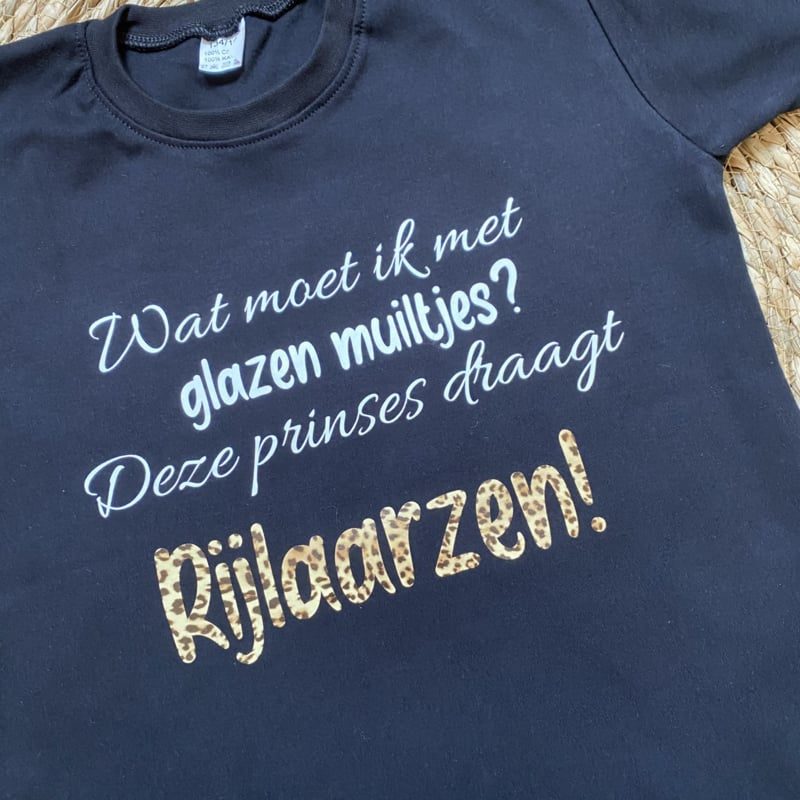 Wat moet ik met
glazen muiltjes?
Deze prinses draagt
Rijlaarzen!